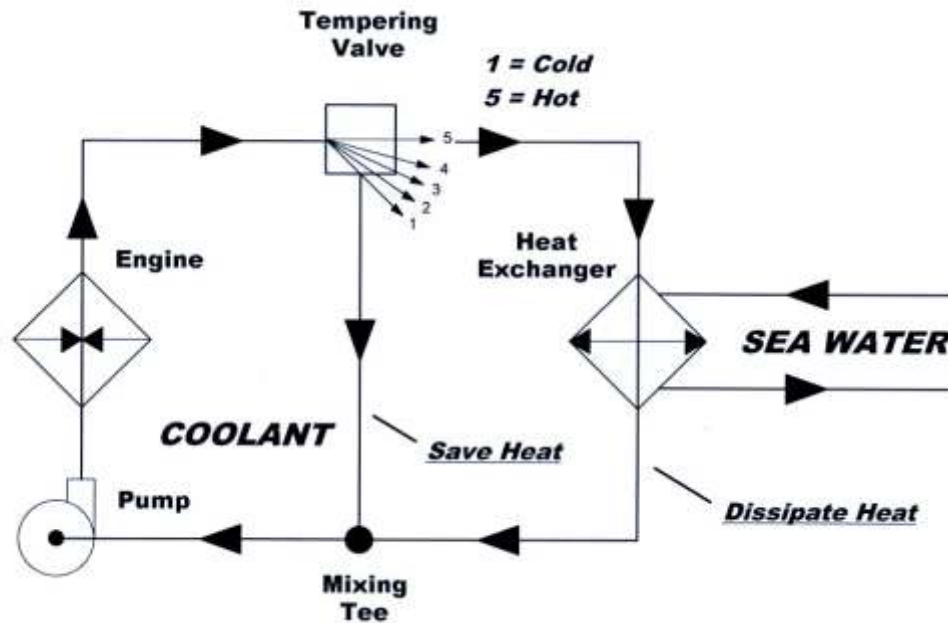 Tempering
Valve
1 = Cold
5 = Hot
5
4
3
2
1
Engine
Heat
Exchanger
SEA WATER
COOLANT
Save Heat
Pump
Dissipate Heat
Mixing
Tee